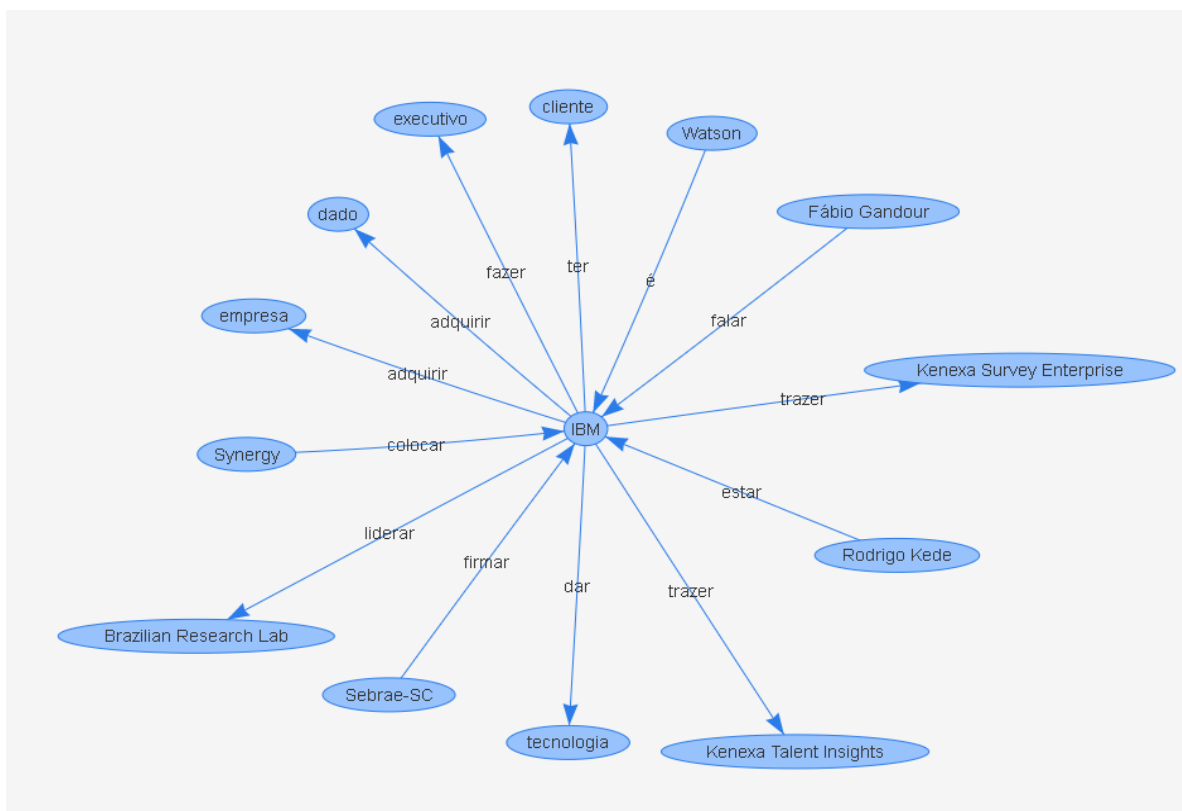 cliente
executivo
Watson
Fábio Gandour
dado
ter
fazer
é
empresa
adquirir
falar
Kenexa Survey Enterprise
adquirir
trazer
IBM
colocar
Synergy
estar
liderar
Rodrigo Kede
firmar
dar
trazer
Brazilian Research Lab
Sebrae-SC
tecnologia
Kenexa Talent Insights